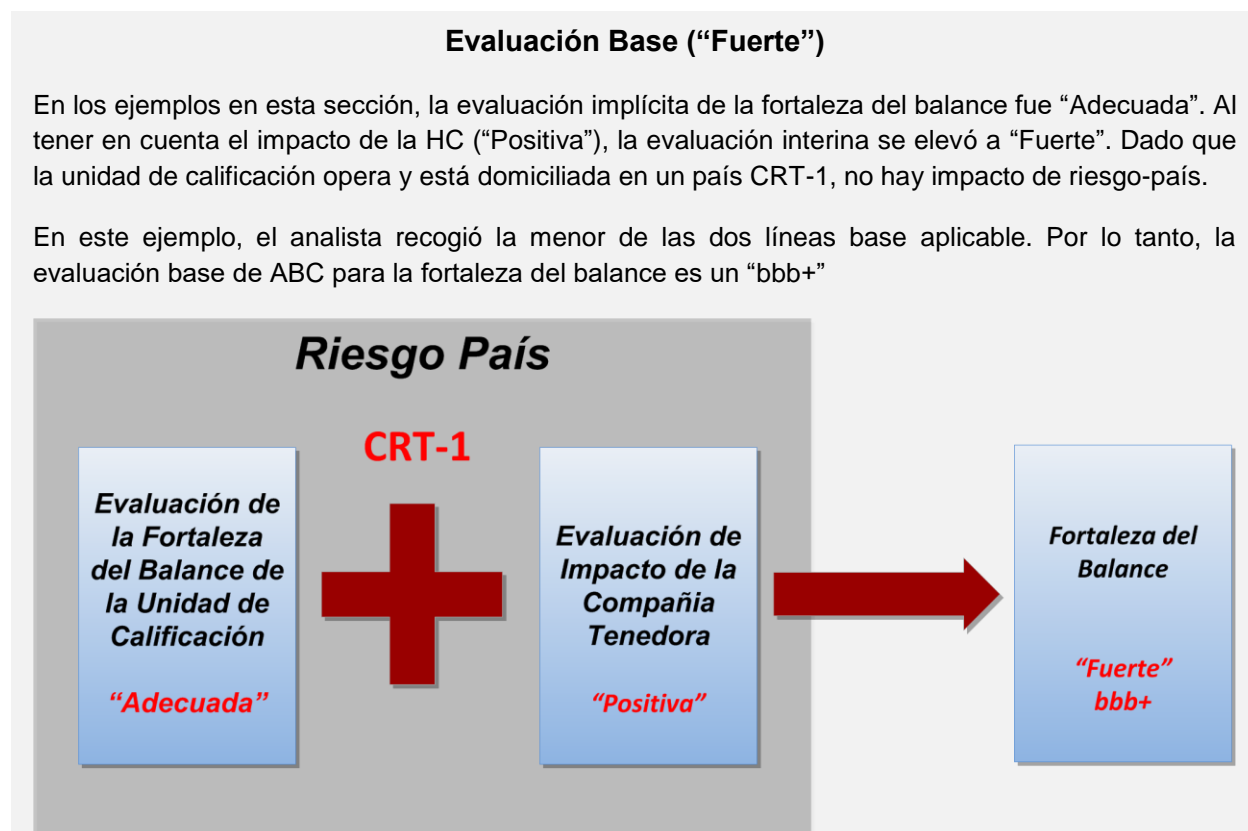 Evaluación Base (“Fuerte”)
En los ejemplos en esta sección, la evaluación implícita de la fortaleza del balance fue “Adecuada”. Al
tener en cuenta el impacto de la HC (“Positiva”), la evaluación interina se elevó a “Fuerte”. Dado que
la unidad de calificación opera y está domiciliada en un país CRT-1, no hay impacto de riesgo-país.
En este ejemplo, el analista recogió la menor de las dos líneas base aplicable. Por lo tanto, la
evaluación base de ABC para la fortaleza del balance es un “bbb+”
Riesgo País
CRT-1
Evaluación de
la Fortaleza
del Balance de
la Unidad de
Calificación
“Adecuada”
Evaluación de
Impacto de la
Compañia
Tenedora
“Positiva”
Fortaleza del
Balance
“Fuerte”
bbb+